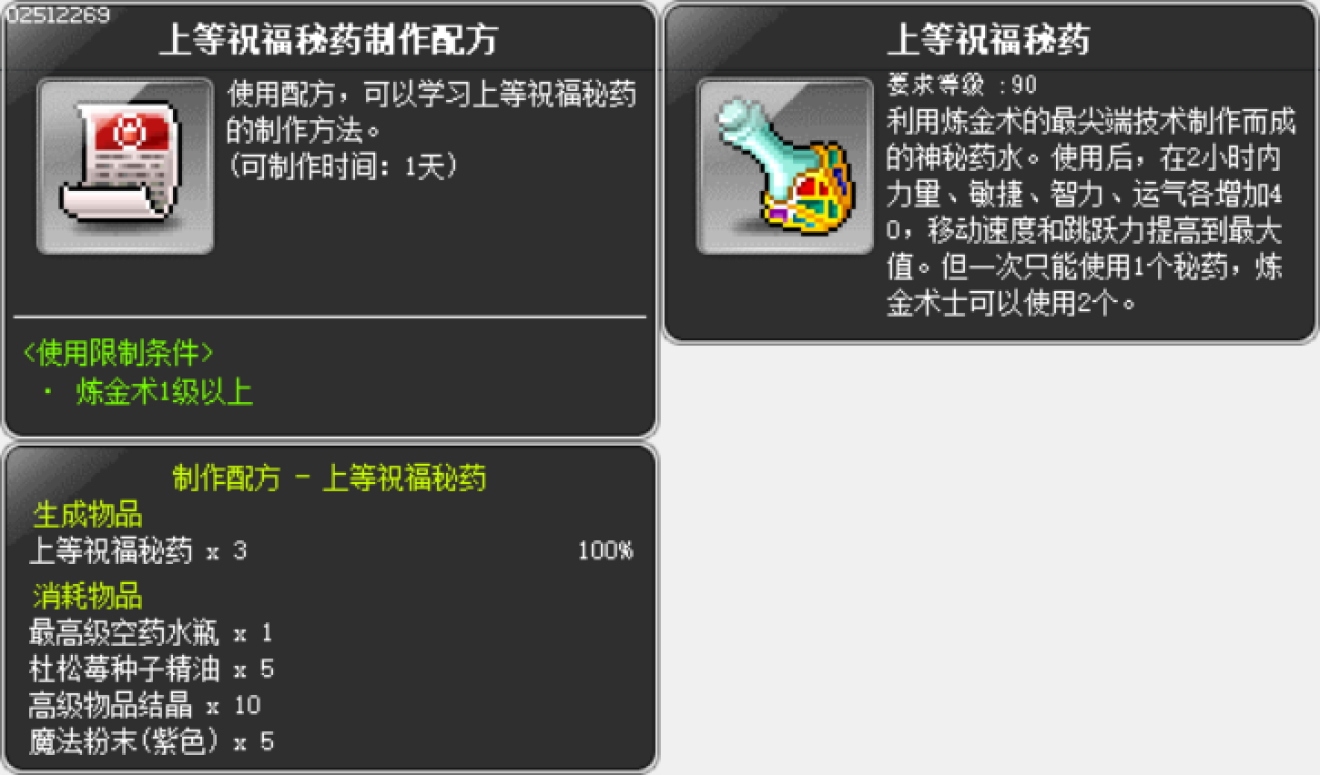 02512269
上等祝福秘药制作配方
使用配方，可以学习上等祝福秘药
的制作方法。
(可制作时间：1天)
<使用限制条件>
· 炼金术1级以上
制作配方 - 上等祝福秘药
生成物品
上等祝福秘药 x 3 100%
消耗物品
最高级空药水瓶 x 1
杜松莓种子精油 x 5
高级物品结晶 x 10
魔法粉末(紫色) x 5
上等祝福秘药
要求等级 :90
利用炼金术的最尖端技术制作而成
的神秘药水。使用后，在2小时内
力量、敏捷、智力、运气各增加4
0，移动速度和跳跃力提高到最大
值。但一次只能使用1个秘药，炼
金术士可以使用2个。